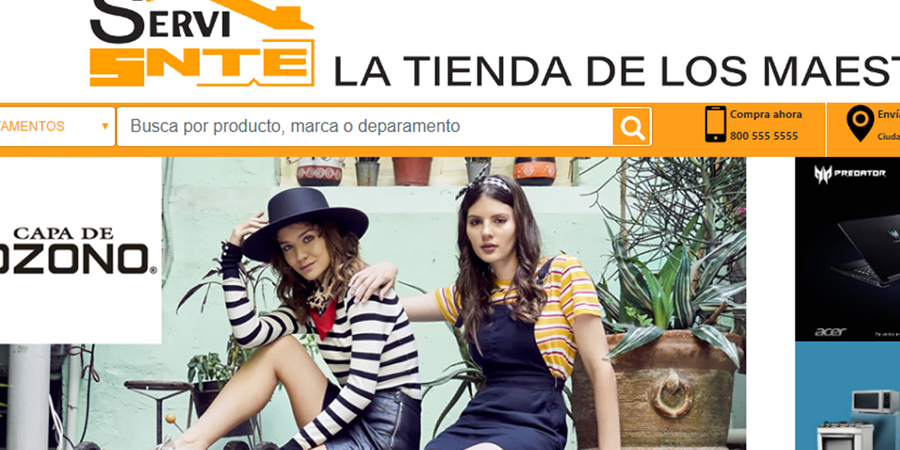 SERVI
SNTE
LA TIENDA DE LOS MAEST
TAMENTOS
Busca por producto, marca o deparamento
Compra ahora
800 555 5555
Enví
Ciuda
CAPA DE
OZONO®
PREDATOR
acer